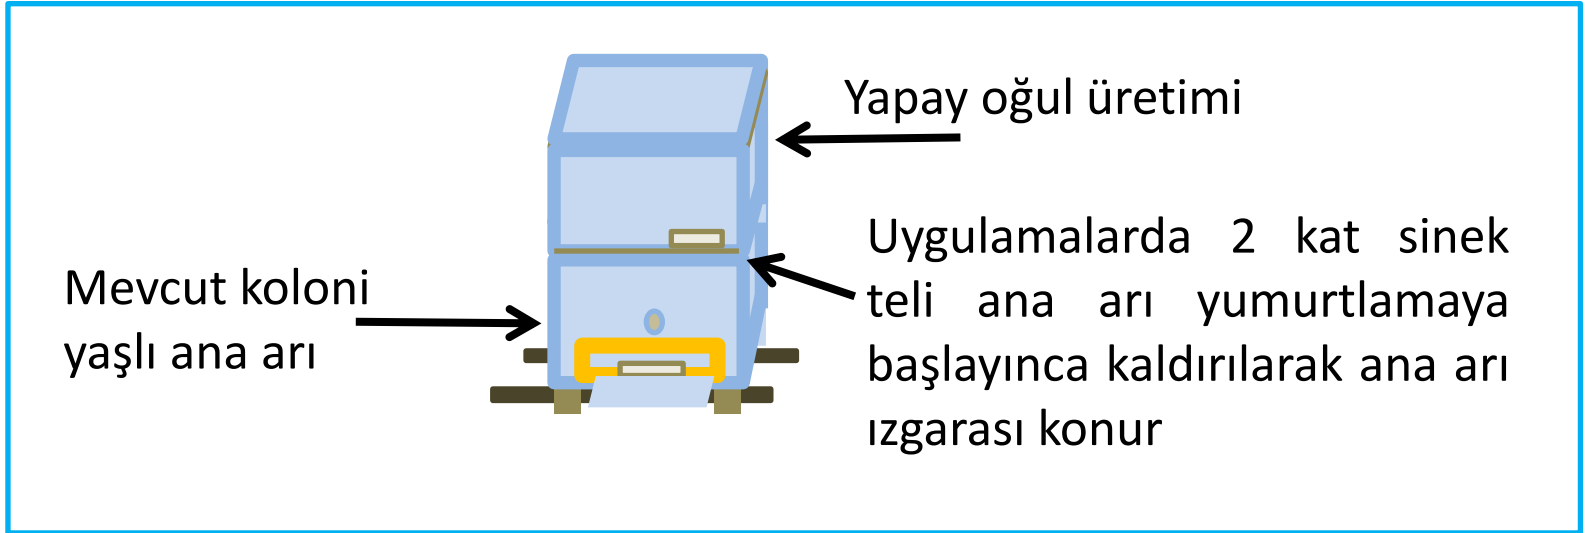 Yapay oğul üretimi
Mevcut koloni
yaşlı ana arı
Uygulamalarda 2 kat sinek
teli ana arı yumurtlamaya
başlayınca kaldırılarak ana arı
ızgarası konur